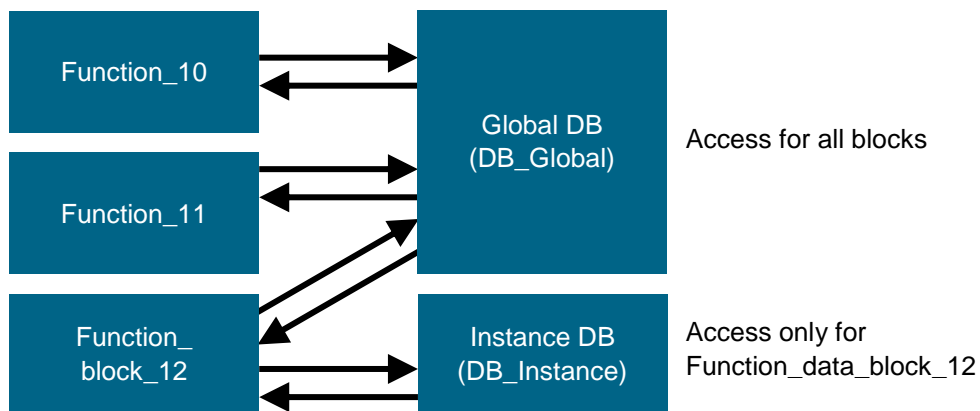 Function_10
Global DB
(DB_Global)
Access for all blocks
Function_11
Function_
block_12
Instance DB
(DB_Instance)
Access only for
Function_data_block_12